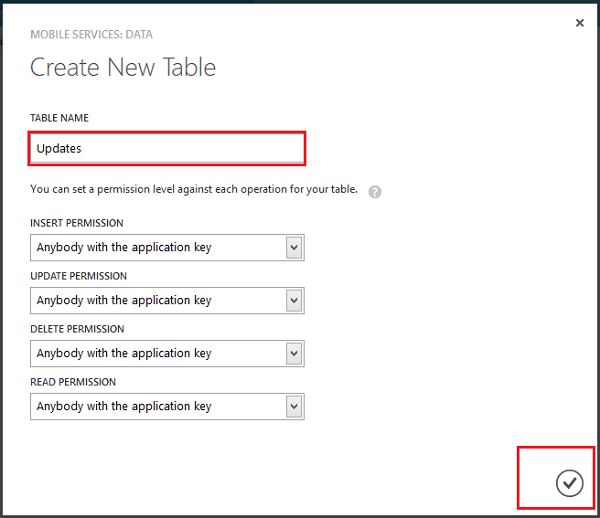 MOBILE SERVICES: DATA
Create New Table
TABLE NAME
Updates
You can set a permission level against each operation for your table. ?
INSERT PERMISSION
Anybody with the application key
UPDATE PERMISSION
Anybody with the application key
DELETE PERMISSION
Anybody with the application key
READ PERMISSION
Anybody with the application key